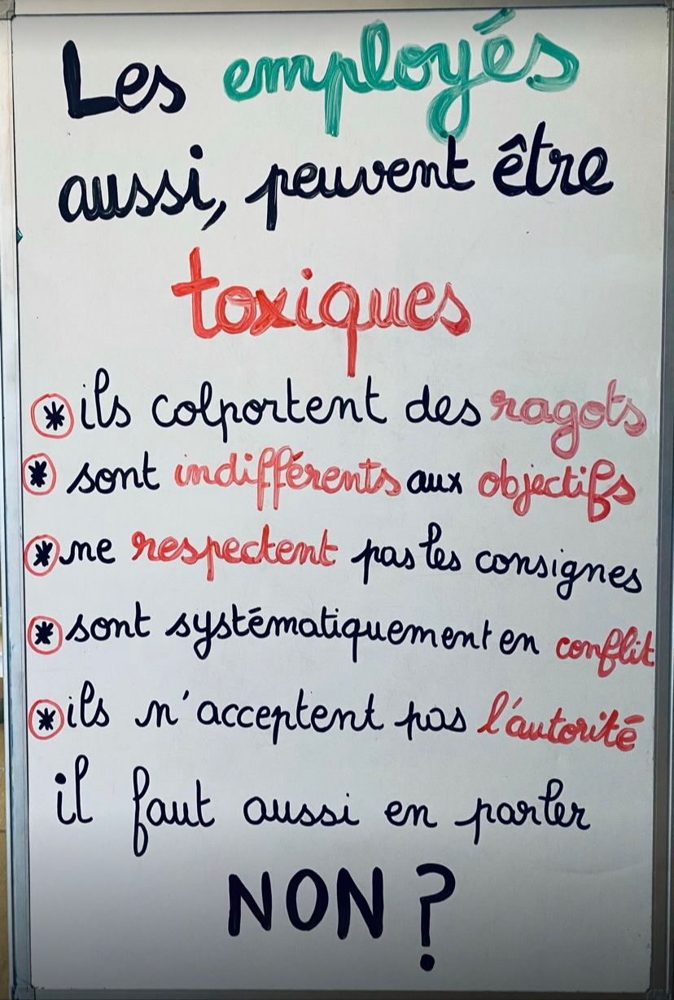 Les employés
aussi, peuvent être
toxiques
* ils colportent des ragots
* sont indifférents aux objectifs
* ne respectent pas les consignes
* sont systématiquement en conflit
* ils n'acceptent pas l'autorité
il faut aussi en parler
NON ?